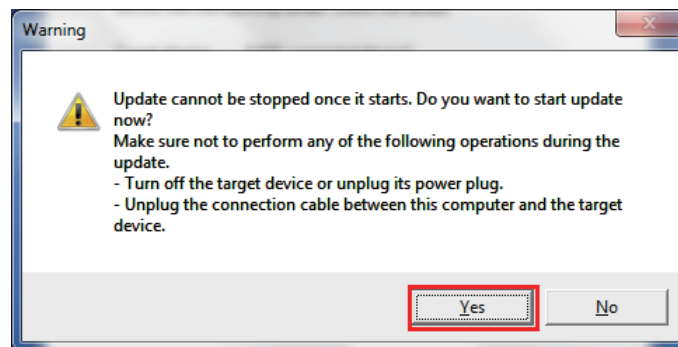 Warning
Update cannot be stopped once it starts. Do you want to start update
now?
Make sure not to perform any of the following operations during the
update.
- Turn off the target device or unplug its power plug.
- Unplug the connection cable between this computer and the target
device.
Yes No